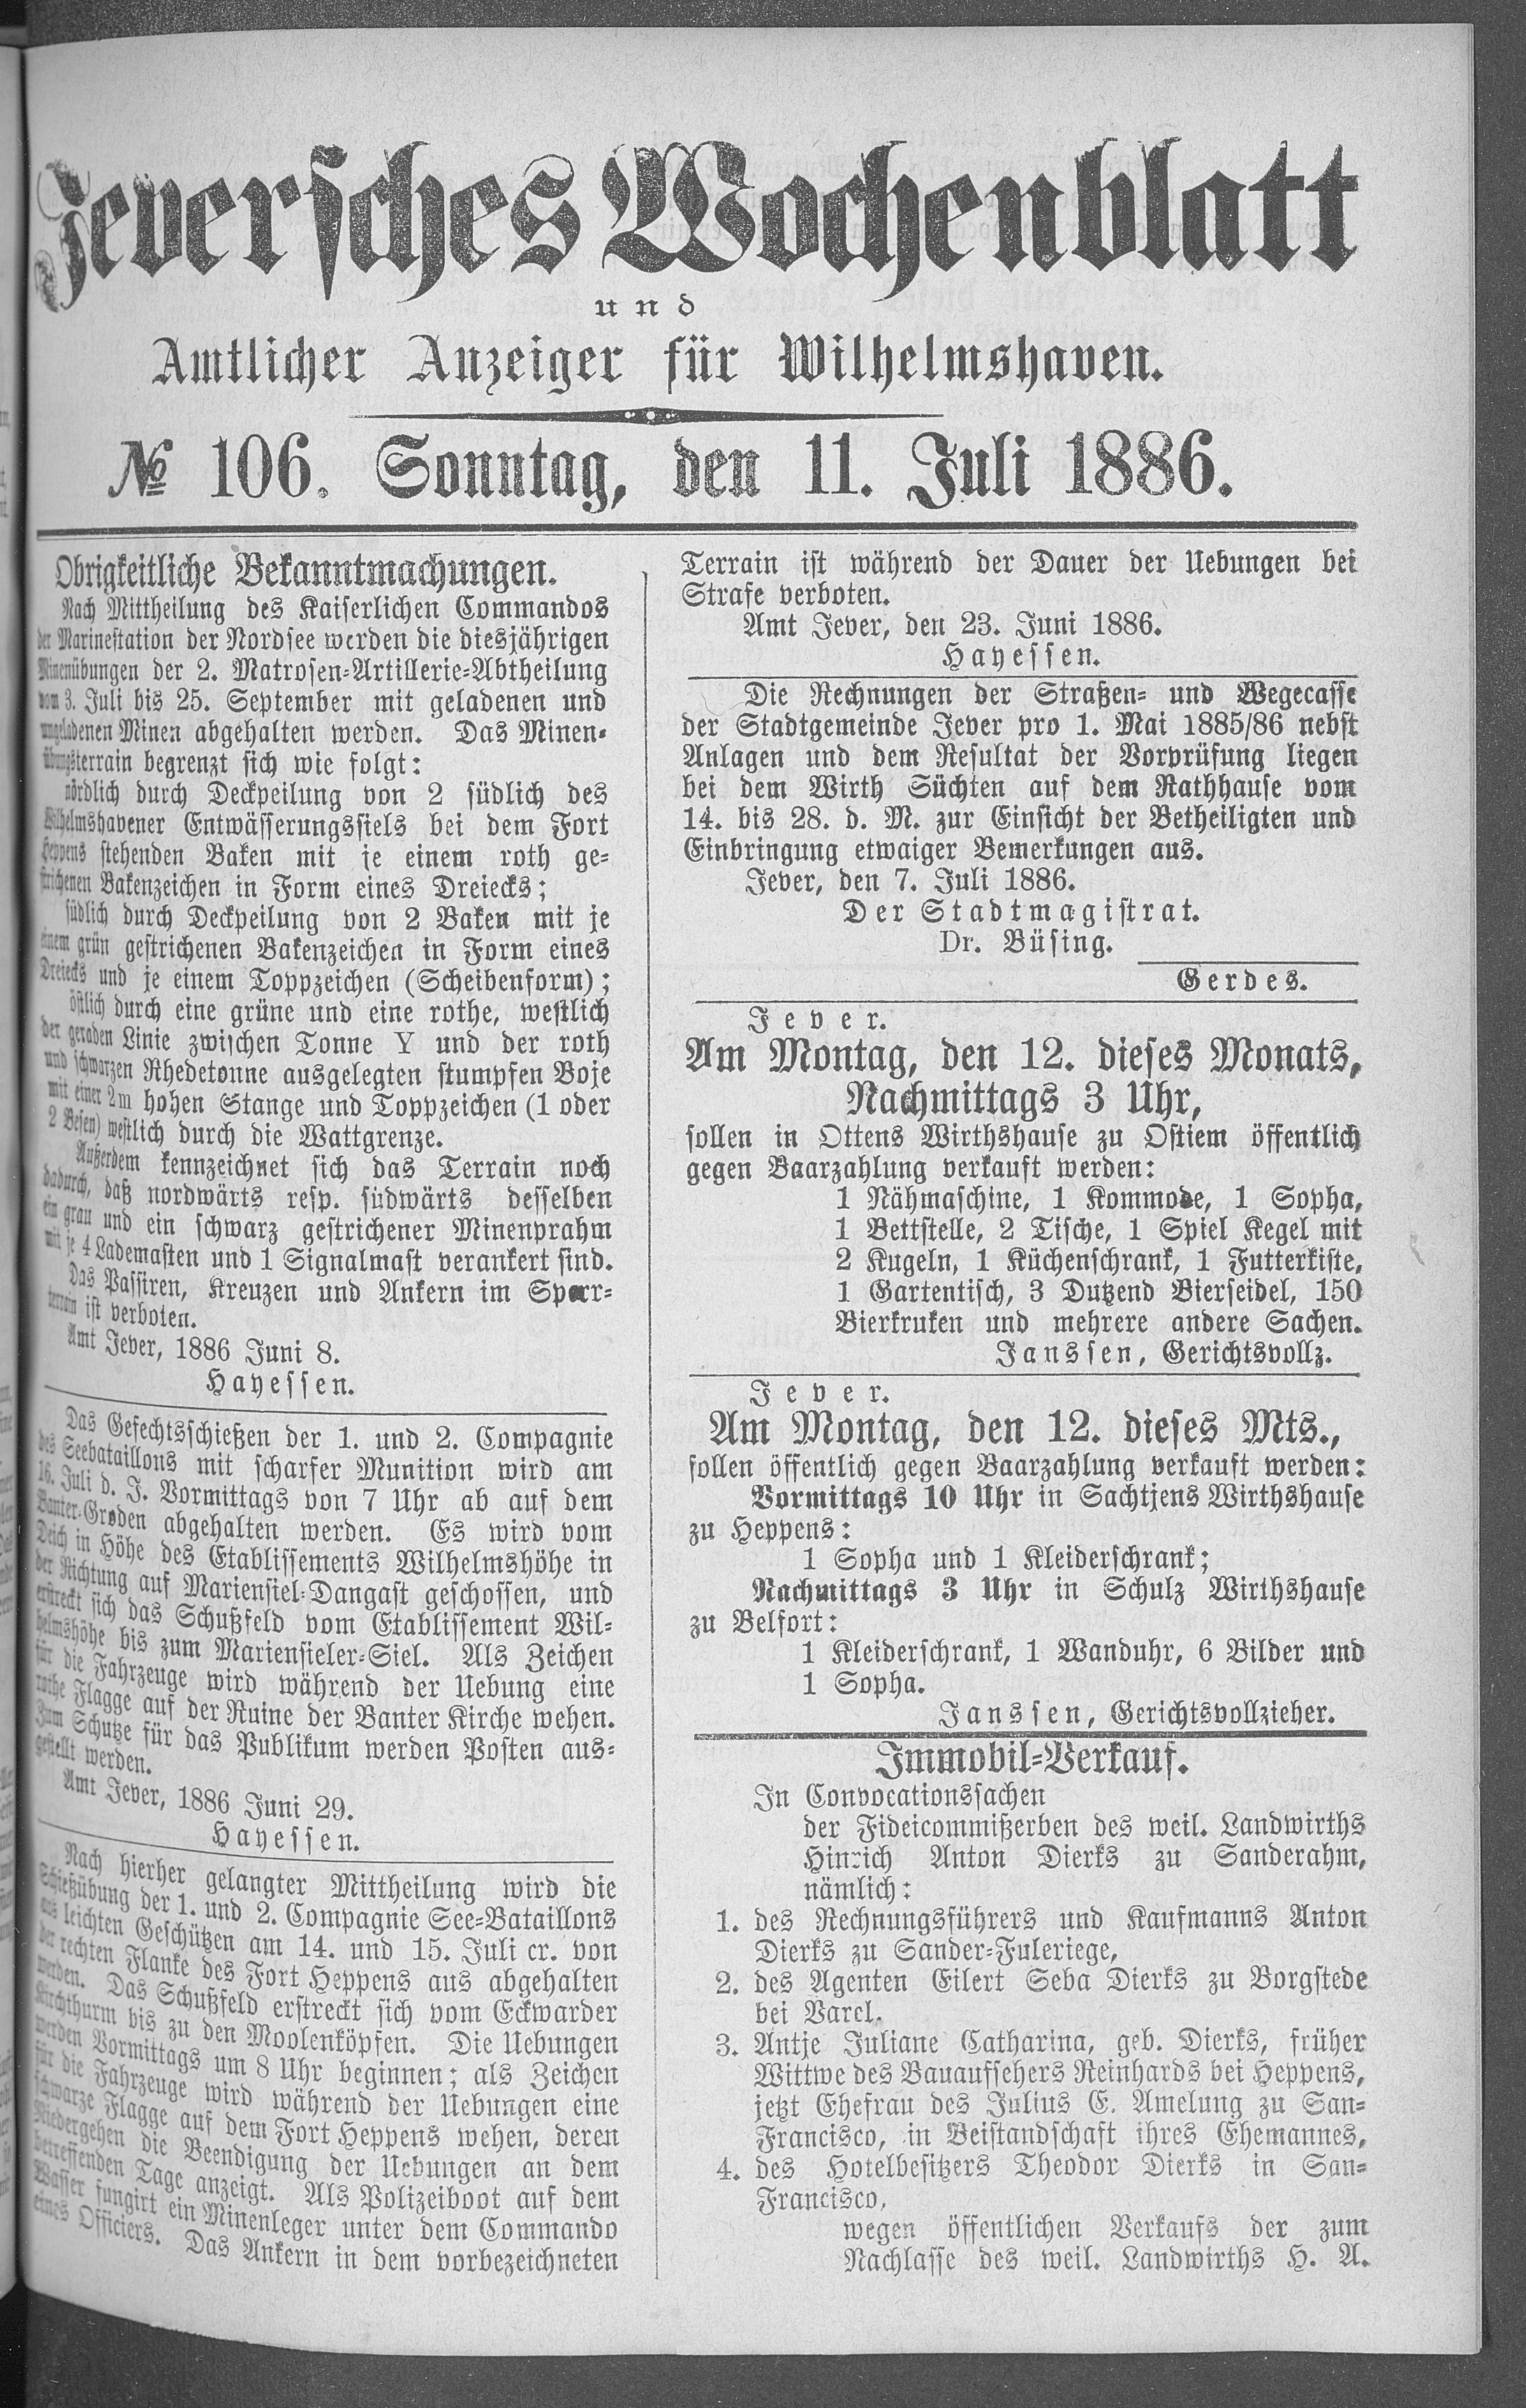 Jeversches Wochenblatt
und
Amtlicher Anzeiger für Wilhelmshaven.
№ 106. Sonntag, den 11. Juli 1886.
Obrigkeitliche Bekanntmachungen.
Nach Mittheilung des Kaiserlichen Commandos
der Marinestation der Nordsee werden die diesjährigen
Minenübungen der 2. Matrosen-Artillerie-Abtheilung
vom 3. Juli bis 25. September mit geladenen und
ungeladenen Minen abgehalten werden. Das Minen-
übungsterrain begrenzt sich wie folgt:
nördlich durch Deckpeilung von 2 südlich des
Wilhelmshavener Entwässerungssiels bei dem Fort
Heppens stehenden Baken mit je einem roth ge-
strichenen Bakenzeichen in Form eines Dreiecks;
südlich durch Deckpeilung von 2 Baken mit je
einem grün gestrichenen Bakenzeichen in Form eines
Dreiecks und je einem Toppzeichen (Scheibenform);
östlich durch eine grüne und eine rothe, westlich
der geraden Linie zwischen Tonne Y und der roth
und schwarzen Rhedetonne ausgelegten stumpfen Boje
mit einer 2m hohen Stange und Toppzeichen (1 oder
2 Besen) westlich durch die Wattgrenze.
Außerdem kennzeichnet sich das Terrain noch
dadurch, daß nordwärts resp. südwärts desselben
ein grau und ein schwarz gestrichener Minenprahm
mit je 4 Lademasten und 1 Signalmast verankert sind.
Das Passiren, Kreuzen und Ankern im Sperr-
terrain ist verboten.
Amt Jever, 1886 Juni 8.
Hayessen.
Das Gefechtsschießen der 1. und 2. Compagnie
des Seebataillons mit scharfer Munition wird am
16. Juli d. J. Vormittags von 7 Uhr ab auf dem
Banter-Groden abgehalten werden. Es wird vom
Deich in Höhe des Etablissements Wilhelmshöhe in
der Richtung auf Mariensiel-Dangast geschossen, und
erstreckt sich das Schußfeld vom Etablissement Wil-
helmshöhe bis zum Mariensieler-Siel. Als Zeichen
für die Fahrzeuge wird während der Uebung eine
rothe Flagge auf der Ruine der Banter Kirche wehen.
Zum Schutze für das Publikum werden Posten aus-
gestellt werden.
Amt Jever, 1886 Juni 29.
Hayessen.
Nach hierher gelangter Mittheilung wird die
Schießübung der 1. und 2. Compagnie See-Bataillons
aus leichten Geschützen am 14. und 15. Juli cr. von
der rechten Flanke des Fort Heppens aus abgehalten
werden. Das Schußfeld erstreckt sich vom Eckwarder
Kirchthurm bis zu den Moolenköpfen. Die Uebungen
werden Vormittags um 8 Uhr beginnen; als Zeichen
für die Fahrzeuge wird während der Uebungen eine
schwarze Flagge auf dem Fort Heppens wehen, deren
Niedergehen die Beendigung der Uebungen an dem
betreffenden Tage anzeigt. Als Polizeiboot auf dem
Wasser fungirt ein Minenleger unter dem Commando
eines Officiers. Das Ankern in dem vorbezeichneten
Terrain ist während der Dauer der Uebungen bei
Strafe verboten.
Amt Jever, den 23. Juni 1886.
Hayessen.
Die Rechnungen der Straßen- und Wegecasse
der Stadtgemeinde Jever pro 1. Mai 1885/86 nebst
Anlagen und dem Resultat der Vorprüfung liegen
bei dem Wirth Süchten auf dem Rathhause vom
14. bis 28. d. M. zur Einsicht der Betheiligten und
Einbringung etwaiger Bemerkungen aus.
Jever, den 7. Juli 1886.
Der Stadtmagistrat.
Dr. Büsing.
Gerdes.
Jever.
Am Montag, den 12. dieses Monats,
Nachmittags 3 Uhr,
sollen in Ottens Wirthshause zu Ostiem öffentlich
gegen Baarzahlung verkauft werden:
1 Nähmaschine, 1 Kommode, 1 Sopha,
1 Bettstelle, 2 Tische, 1 Spiel Kegel mit
2 Kugeln, 1 Küchenschrank, 1 Futterkiste,
1 Gartentisch, 3 Dutzend Bierseidel, 150
Bierkruken und mehrere andere Sachen.
Janssen, Gerichtsvollz.
Jever.
Am Montag, den 12. dieses Mts.,
sollen öffentlich gegen Baarzahlung verkauft werden:
Vormittags 10 Uhr in Sachtjens Wirthshause
zu Heppens:
1 Sopha und 1 Kleiderschrank;
Nachmittags 3 Uhr in Schulz Wirthshause
zu Belfort:
1 Kleiderschrank, 1 Wanduhr, 6 Bilder und
1 Sopha.
Janssen, Gerichtsvollzieher.
Immobil-Verkauf.
In Convocationssachen
der Fideicommißerben des weil. Landwirths
Hinrich Anton Dierks zu Sanderahm,
nämlich:
1. des Rechnungsführers und Kaufmanns Anton
Dierks zu Sander-Fuleriege,
2. des Agenten Eilert Seba Dierks zu Borgstede
bei Varel.
3. Antje Juliane Catharina, geb. Dierks, früher
Wittwe des Bauaufsehers Reinhards bei Heppens,
jetzt Ehefrau des Julius E. Amelung zu San-
Francisco, in Beistandschaft ihres Ehemannes,
4. des Hotelbesitzers Theodor Dierks in San-
Francisco,
wegen öffentlichen Verkaufs der zum
Nachlasse des weil. Landwirths H. A.